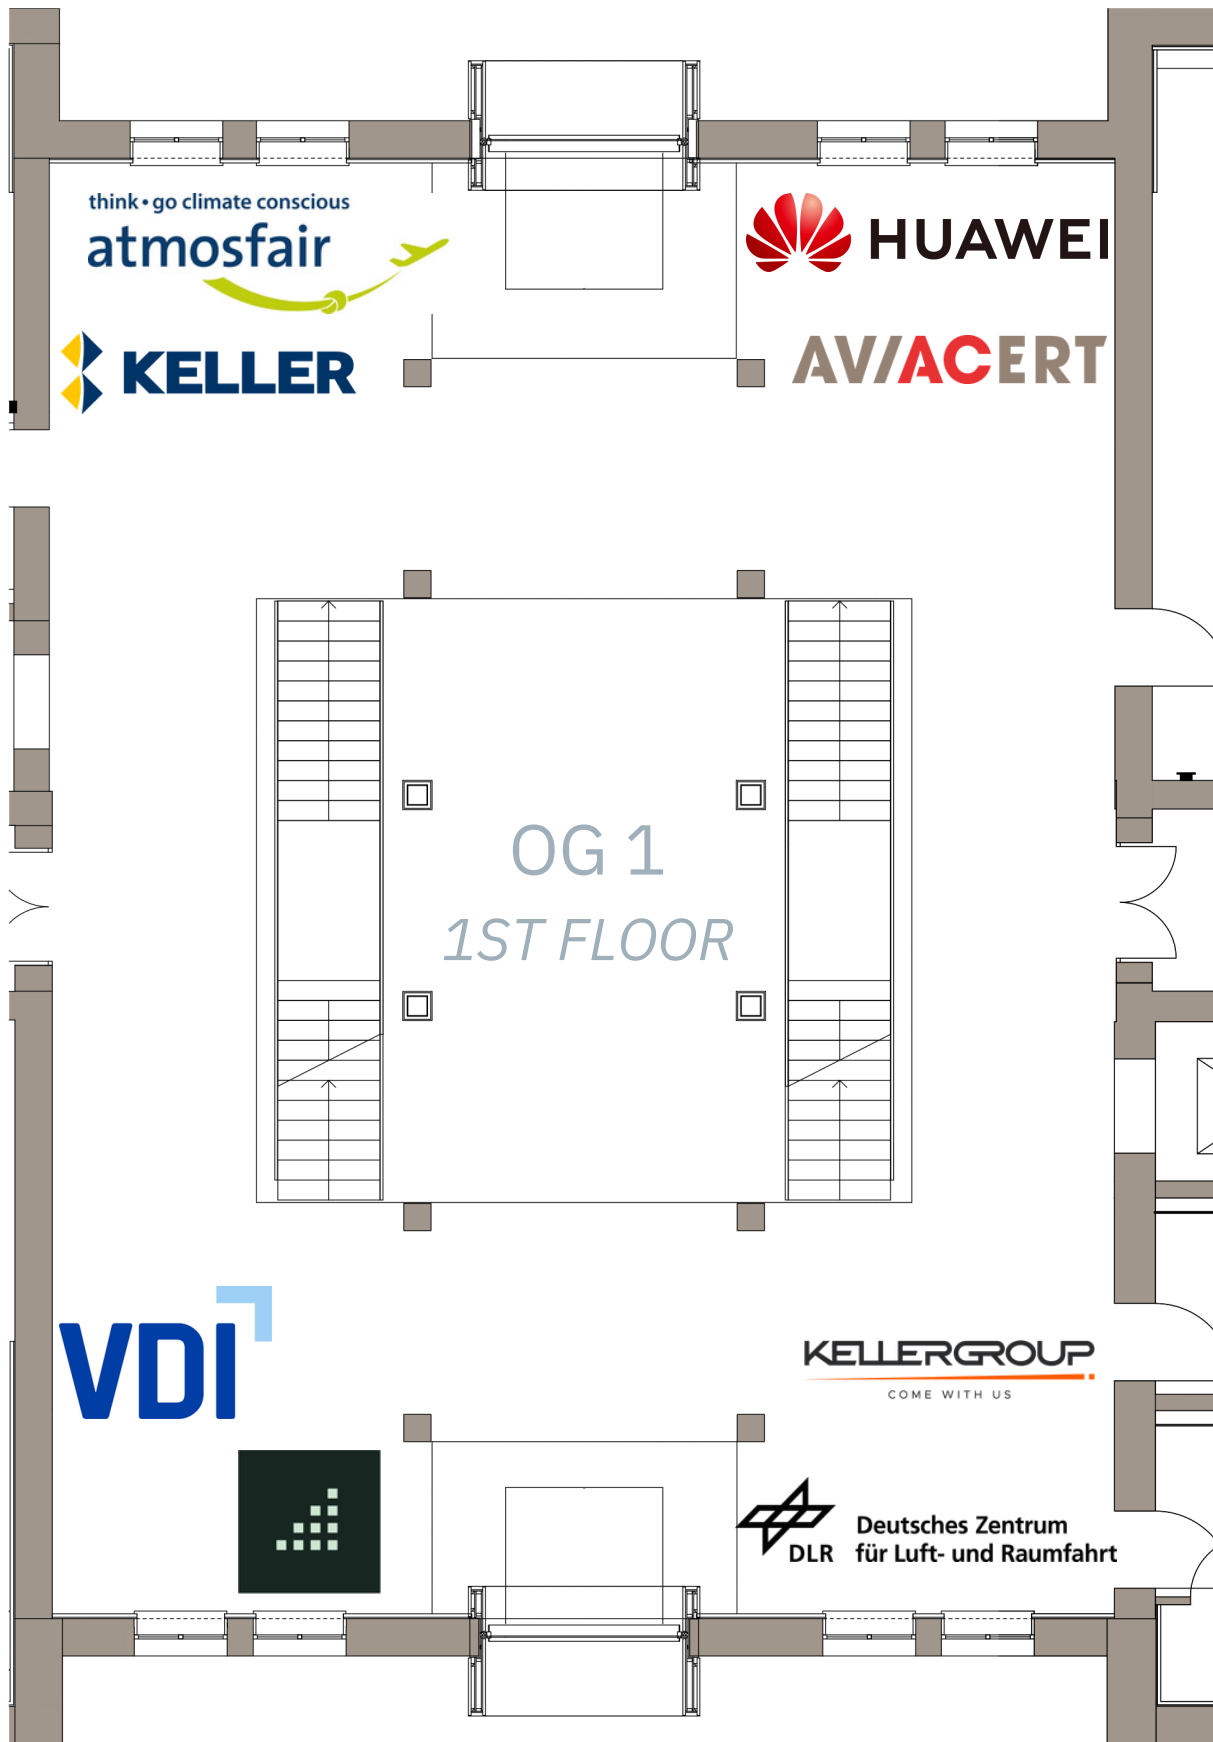 think • go climate conscious
atmosfair
KELLER
HUAWEI
AVIACERT
OG 1
1ST FLOOR
VDI
KELLERGROUP
COME WITH US
DLR
Deutsches Zentrum
für Luft- und Raumfahrt